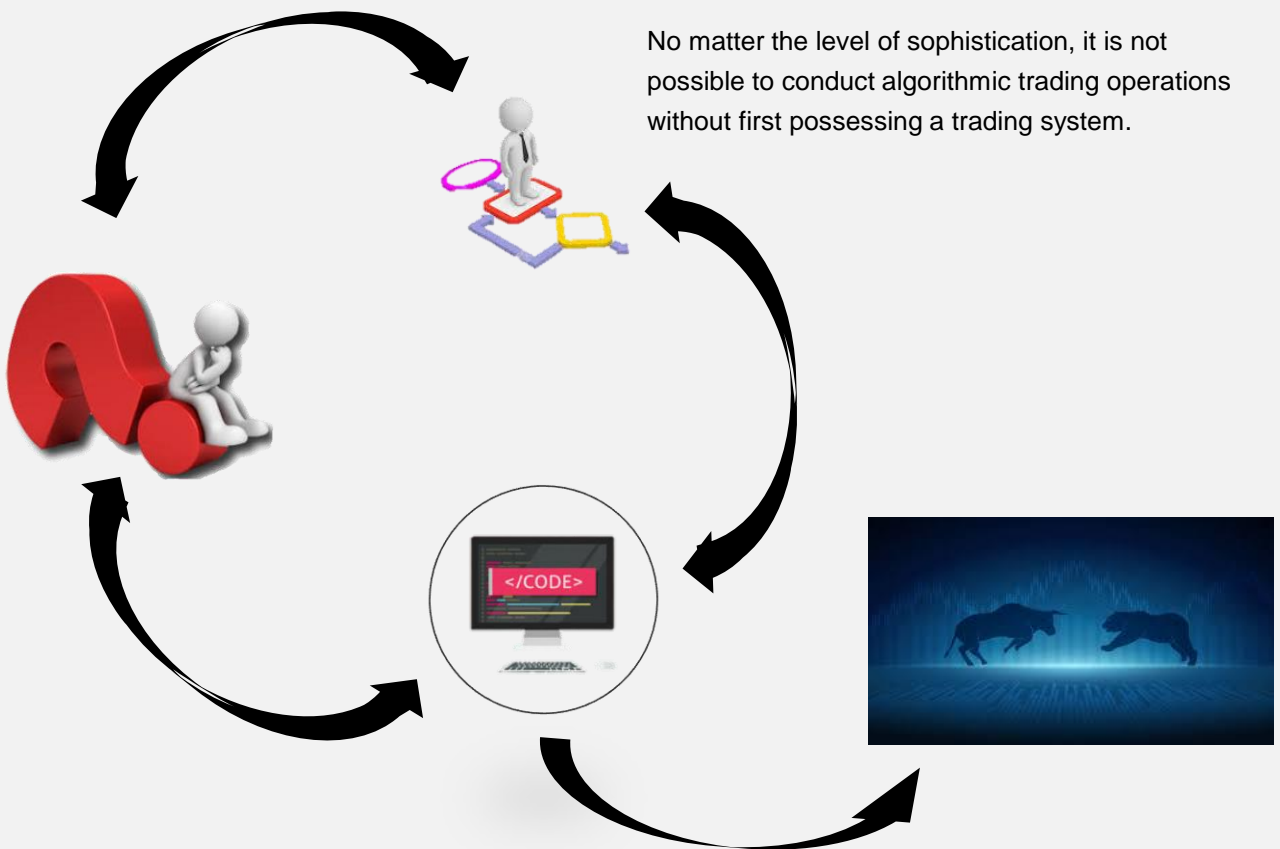 No matter the level of sophistication, it is not
possible to conduct algorithmic trading operations
without first possessing a trading system.
</CODE>